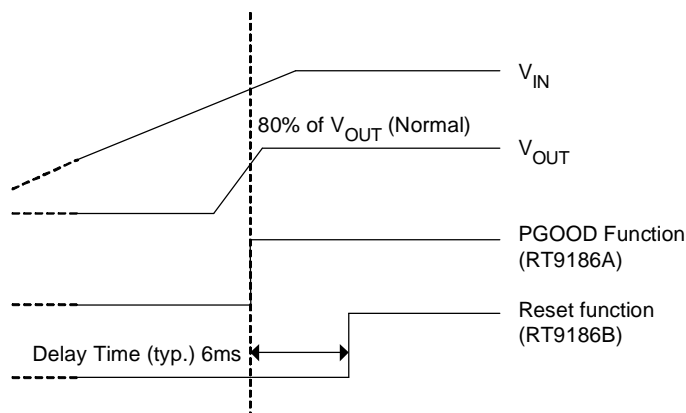 V_IN
80% of V_OUT (Normal)
V_OUT
PGOOD Function
(RT9186A)
Reset function
(RT9186B)
Delay Time (typ.) 6ms